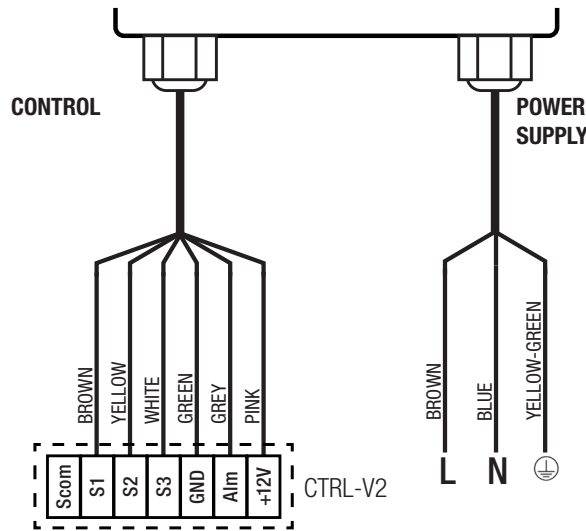 CONTROL
POWER
SUPPLY
BROWN
YELLOW
WHITE
GREEN
GREY
PINK
BROWN
BLUE
YELLOW-GREEN
Scom
S1
S2
S3
GND
Alm
+12V
CTRL-V2
L
N